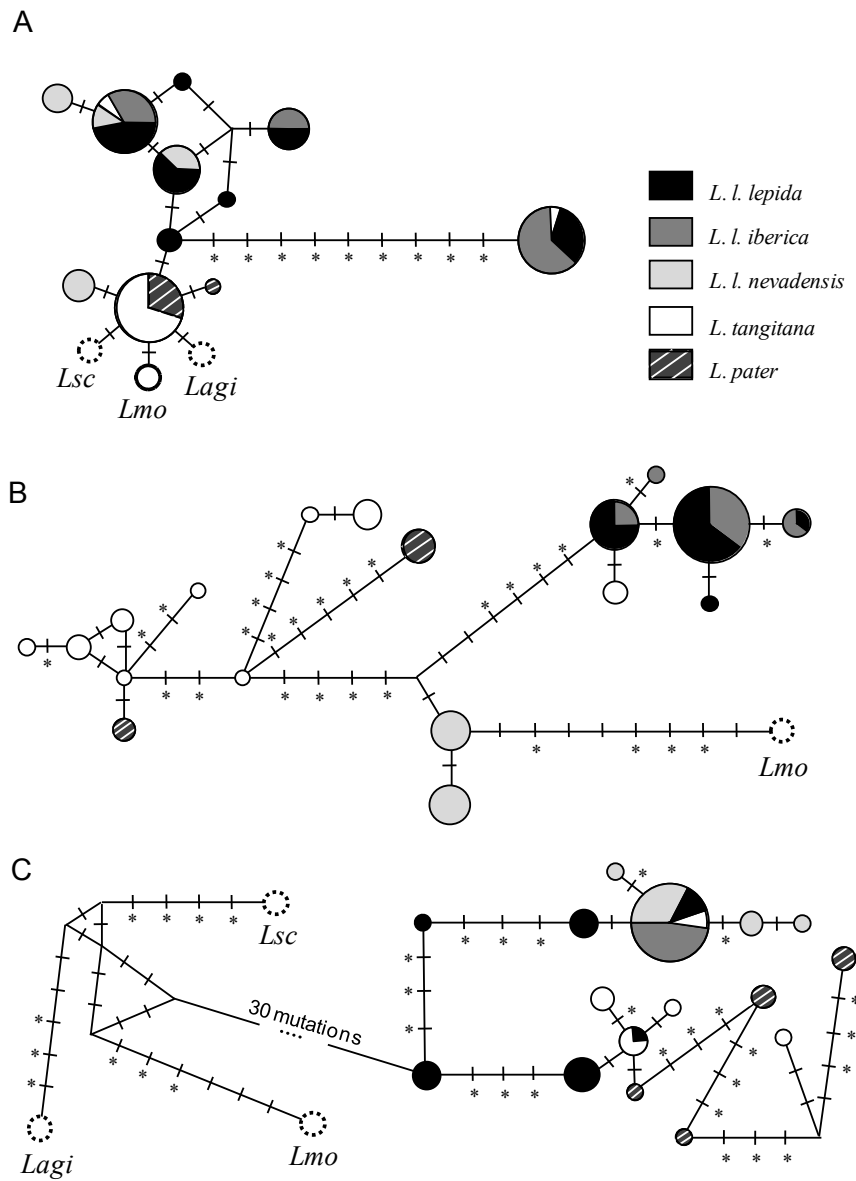 A
L. l. lepida
L. l. iberica
L. l. nevadensis
L. tangitana
L. pater
* * * * * * * * *
Lsc
Lmo
Lagi
B
Lmo
C
Lsc
30 mutations
....
Lagi
Lmo